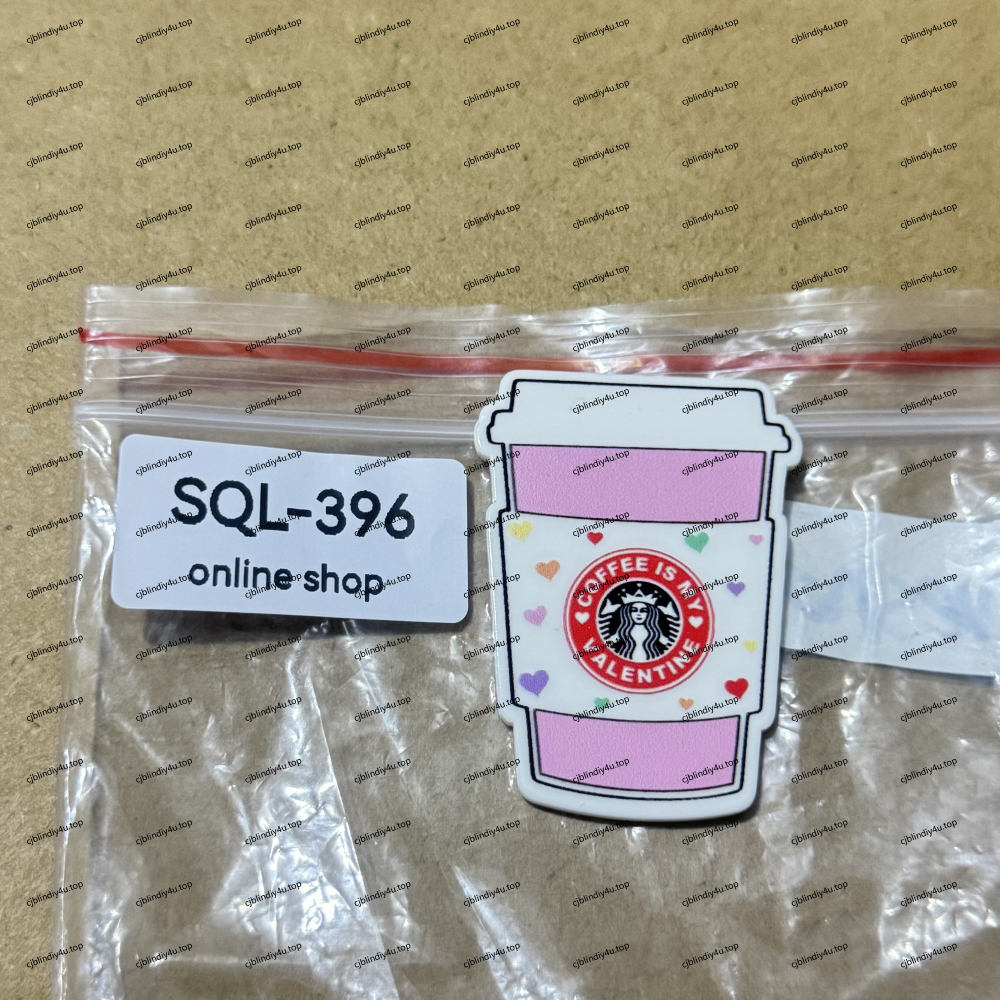 SQL-396
online shop
COFFEE IS MY
VALENTINE
cjblindiy4u.top